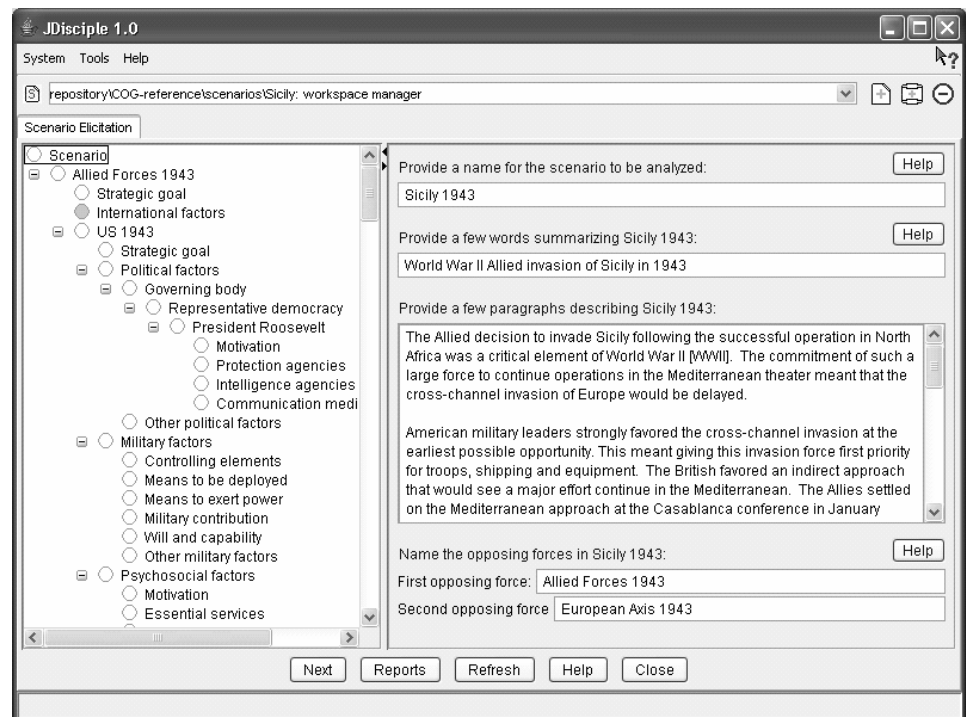 JDisciple 1.0
System Tools Help
repository\COG-reference\scenarios\Sicily: workspace manager
Scenario Elicitation
Scenario
Allied Forces 1943
Strategic goal
International factors
US 1943
Strategic goal
Political factors
Governing body
Representative democracy
President Roosevelt
Motivation
Protection agencies
Intelligence agencies
Communication medi
Other political factors
Military factors
Controlling elements
Means to be deployed
Means to exert power
Military contribution
Will and capability
Other military factors
Psychosocial factors
Motivation
Essential services
Provide a name for the scenario to be analyzed:
Help
Sicily 1943
Provide a few words summarizing Sicily 1943:
Help
World War II Allied invasion of Sicily in 1943
Provide a few paragraphs describing Sicily 1943:
The Allied decision to invade Sicily following the successful operation in North
Africa was a critical element of World War II [WWII]. The commitment of such a
large force to continue operations in the Mediterranean theater meant that the
cross-channel invasion of Europe would be delayed.
American military leaders strongly favored the cross-channel invasion at the
earliest possible opportunity. This meant giving this invasion force first priority
for troops, shipping and equipment. The British favored an indirect approach
that would see a major effort continue in the Mediterranean. The Allies settled
on the Mediterranean approach at the Casablanca conference in January
Name the opposing forces in Sicily 1943:
Help
First opposing force: Allied Forces 1943
Second opposing force European Axis 1943
Next Reports Refresh Help Close